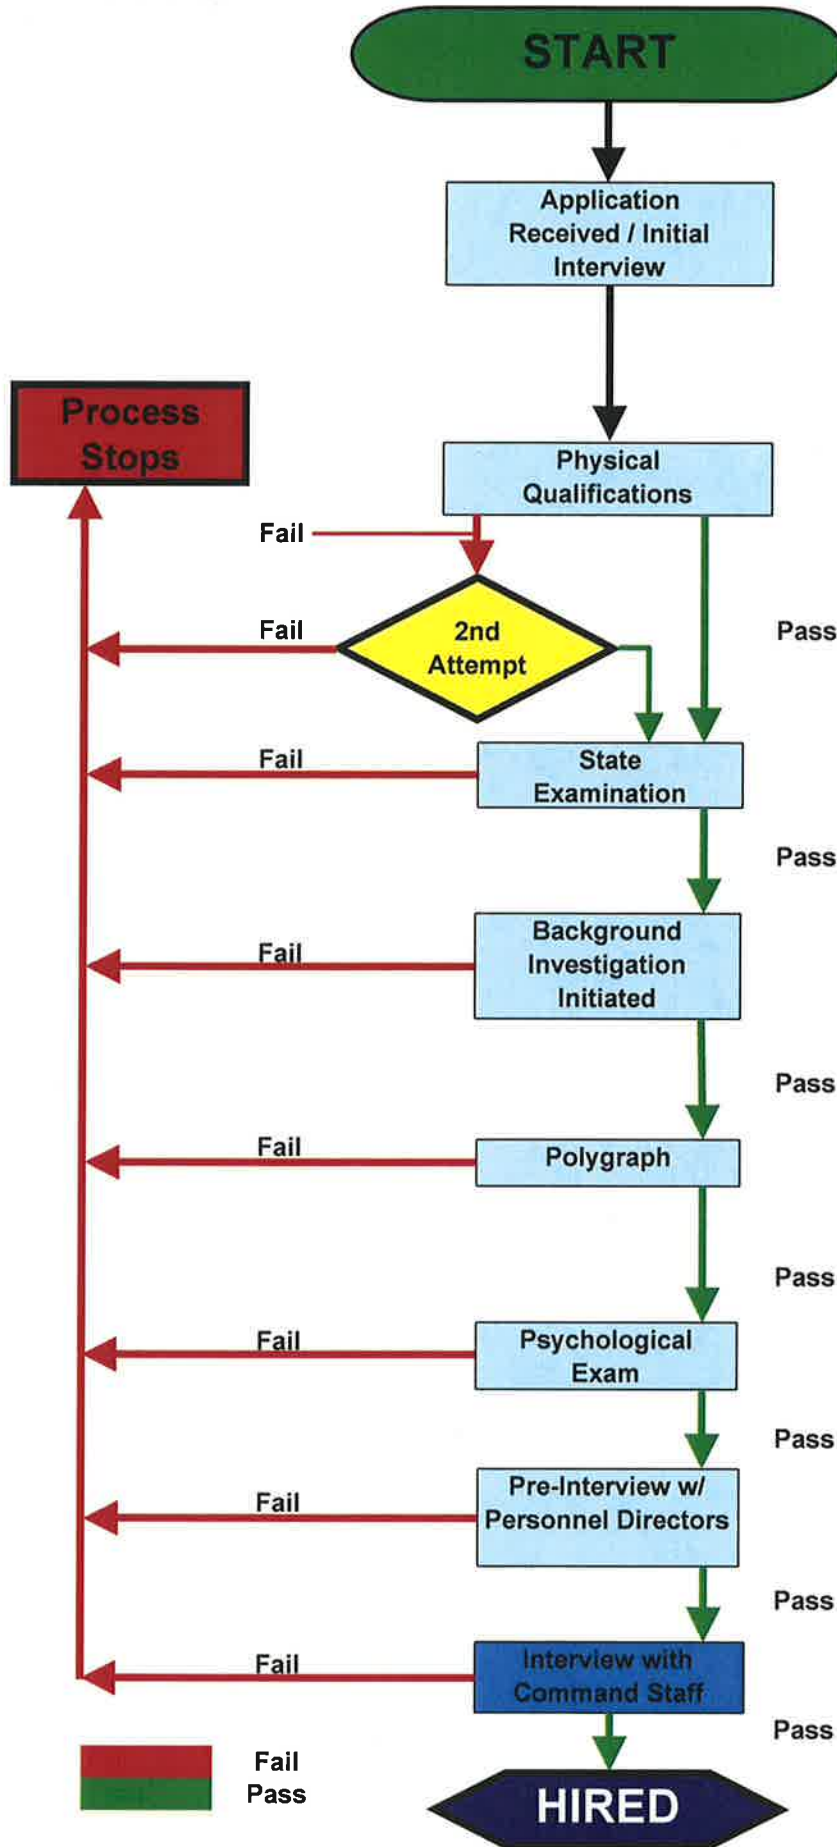 START
Application
Received / Initial
Interview
Process
Stops
Physical
Qualifications
Fail
Fail
2nd
Attempt
Pass
Fail
State
Examination
Pass
Fail
Background
Investigation
Initiated
Pass
Fail
Polygraph
Pass
Fail
Psychological
Exam
Pass
Fail
Pre-Interview w/
Personnel Directors
Pass
Fail
Interview with
Command Staff
Pass
Fail
Pass
HIRED